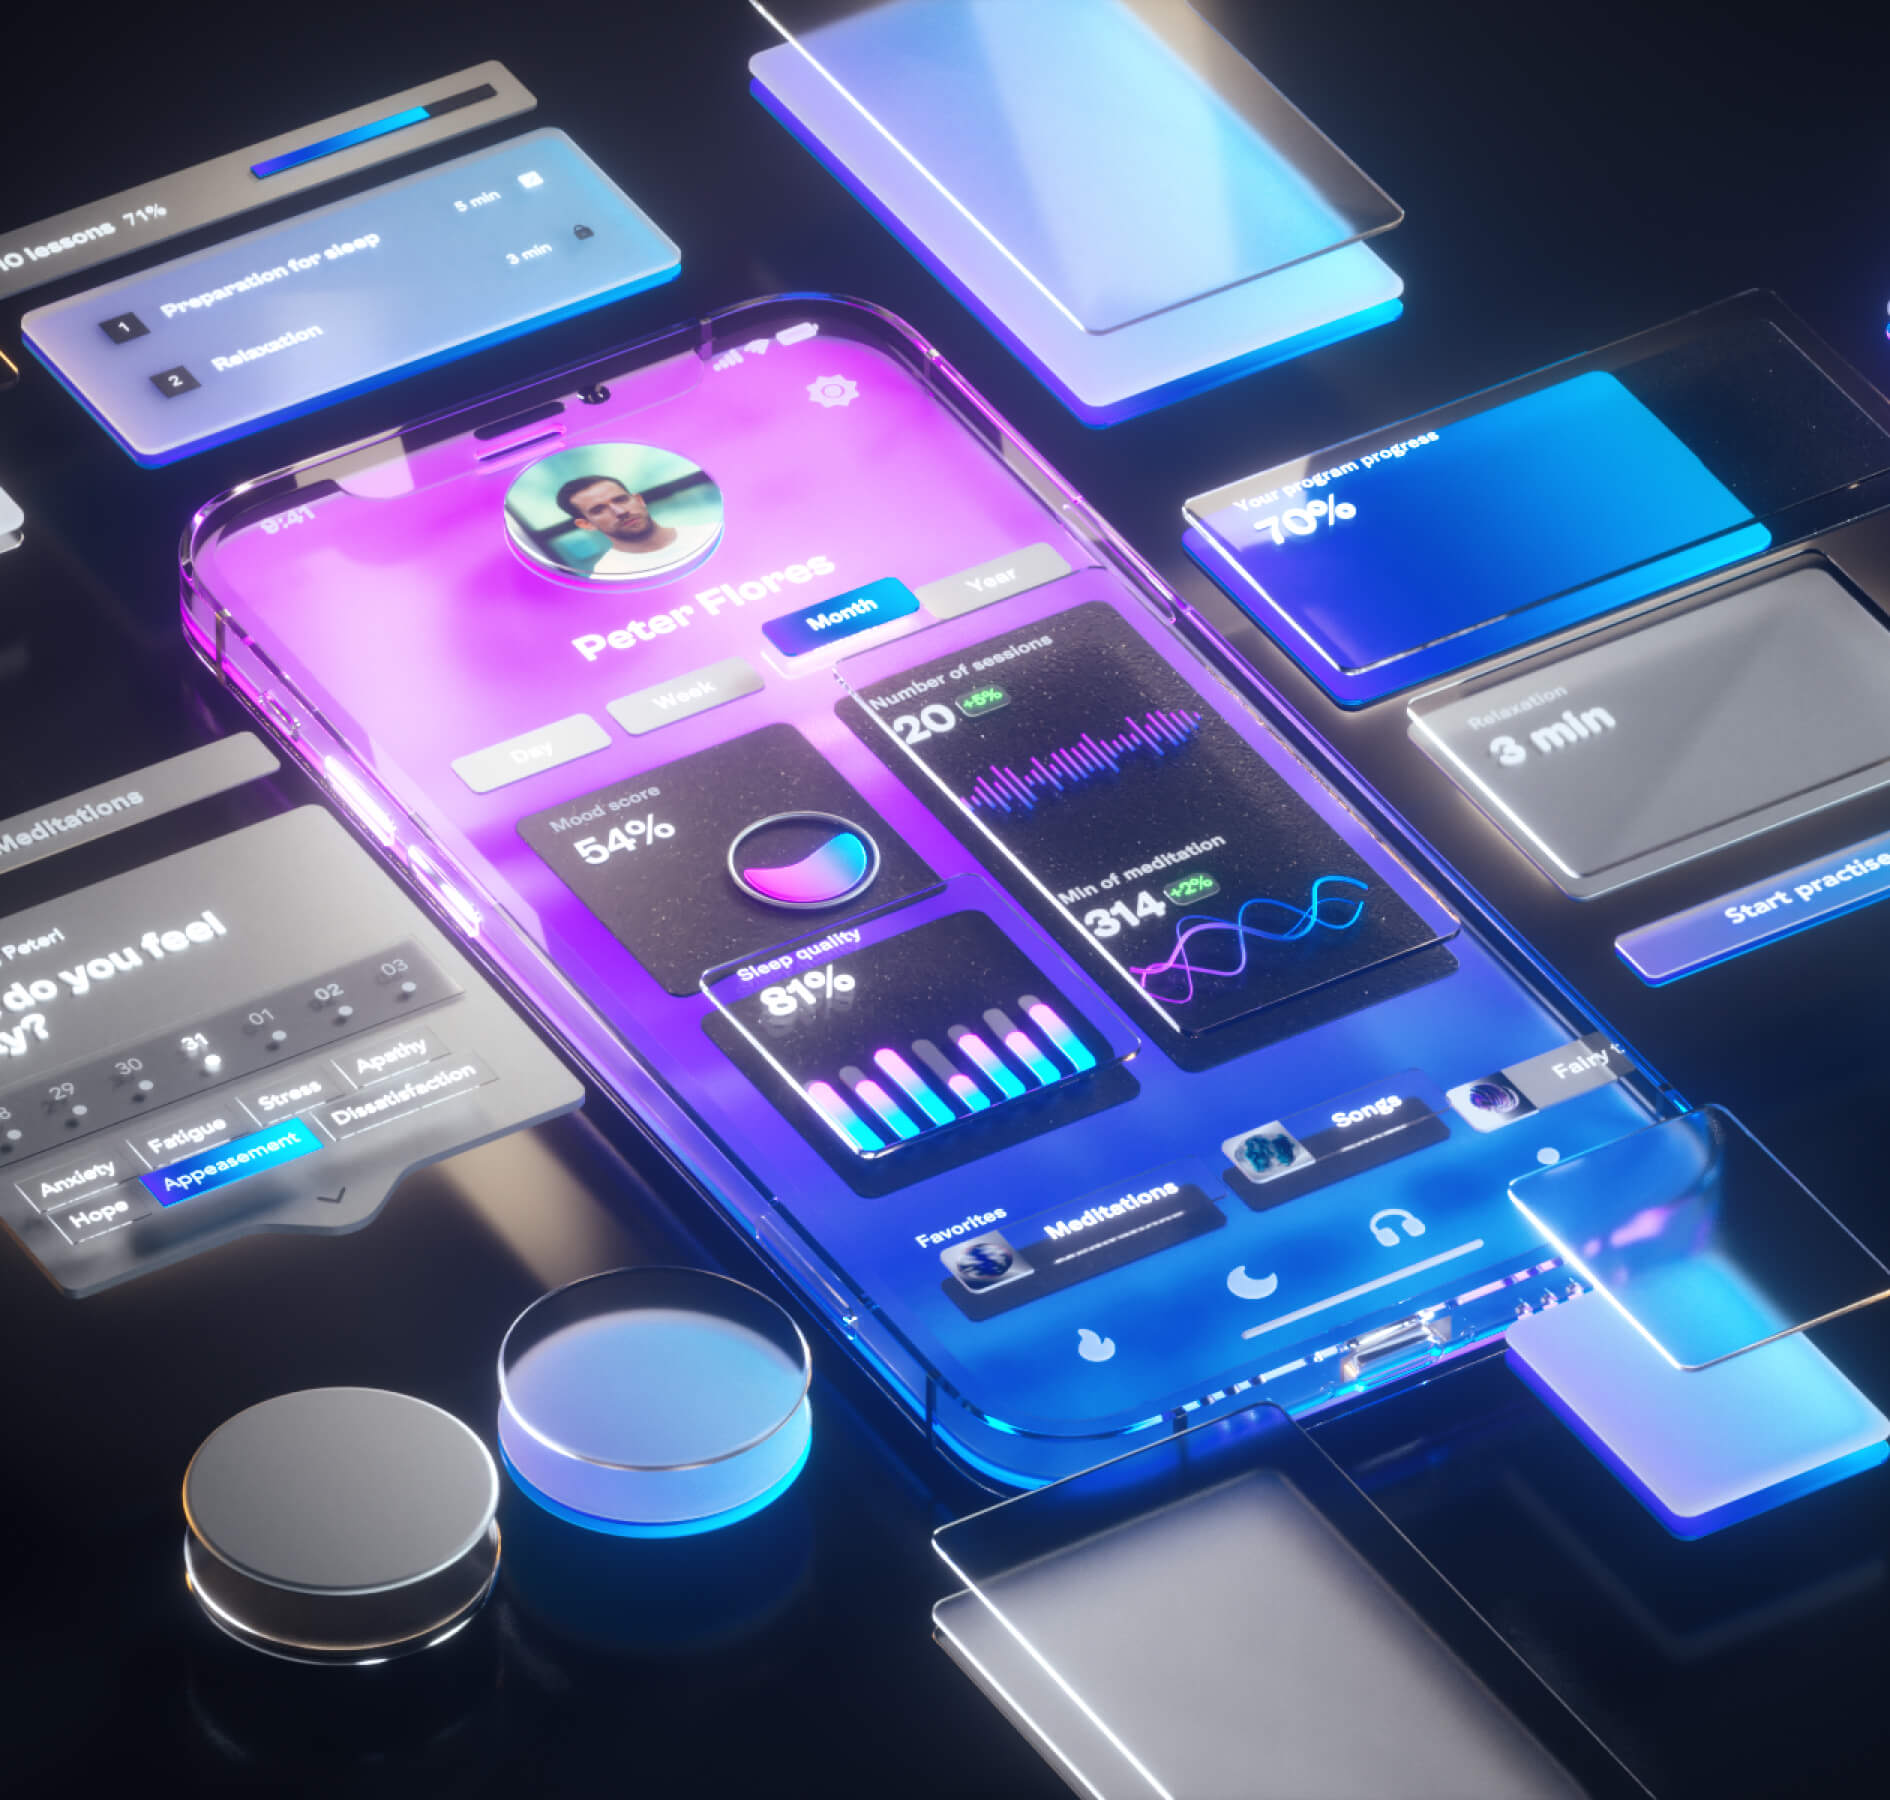 10 lessons 71%
1 Preparation for sleep 5 min
2 Relaxation 3 min
9:41
Peter Flores
Day
Week
Month
Year
Mood score
54%
Number of sessions
20 +5%
Min of meditation
314 +2%
Sleep quality
81%
Favorites
Meditations
Songs
Fairy t
Your program progress
70%
Relaxation
3 min
Start practise
Meditations
Peter!
do you feel
y?
8 29 30 31 01 02 03
Anxiety Fatigue Stress Apathy
Hope Appeasement Dissatisfaction